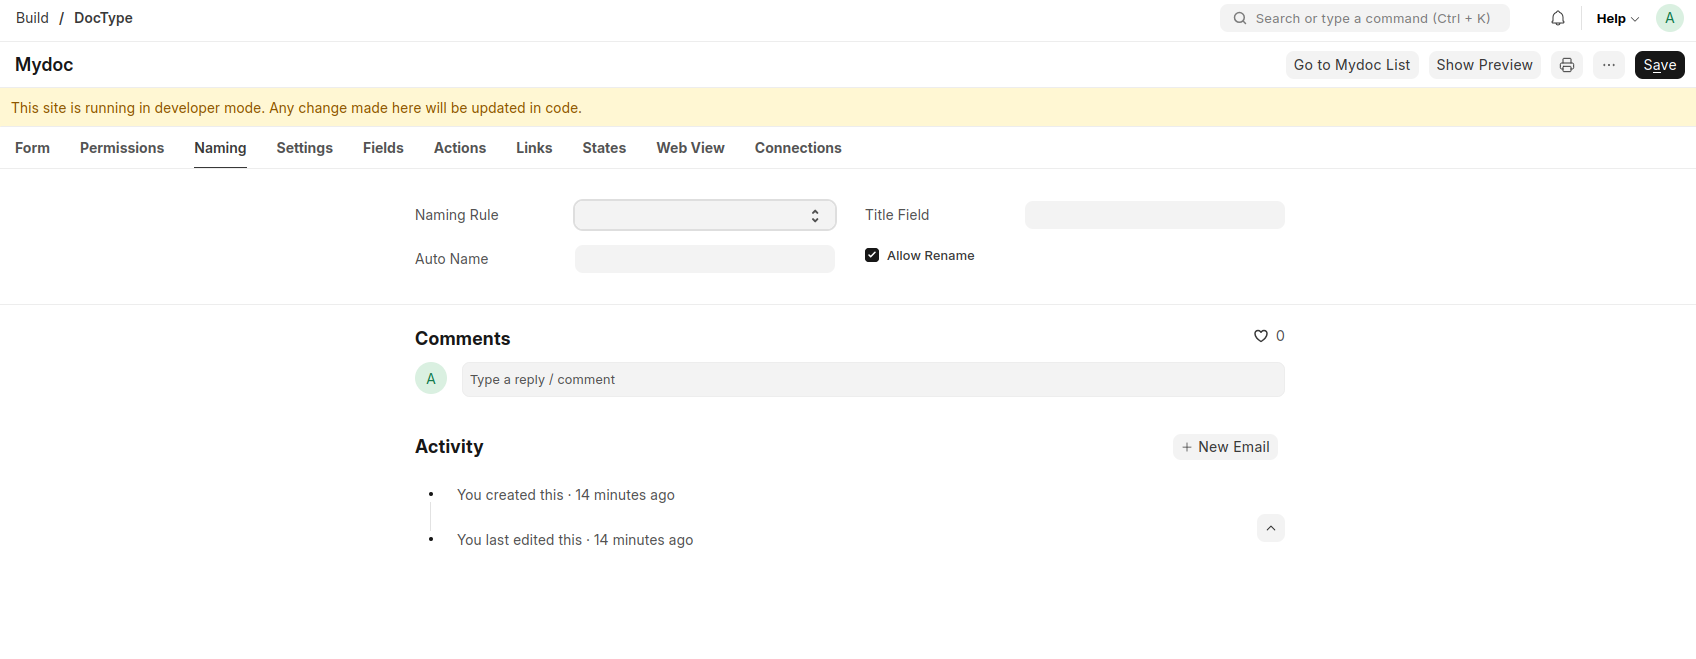 Build / DocType
Search or type a command (Ctrl + K)
Help
A
Mydoc
Go to Mydoc List
Show Preview
...
Save
This site is running in developer mode. Any change made here will be updated in code.
Form Permissions Naming Settings Fields Actions Links States Web View Connections
Naming Rule
Title Field
Auto Name
Allow Rename
Comments
0
A
Type a reply / comment
Activity
+ New Email
You created this · 14 minutes ago
You last edited this · 14 minutes ago